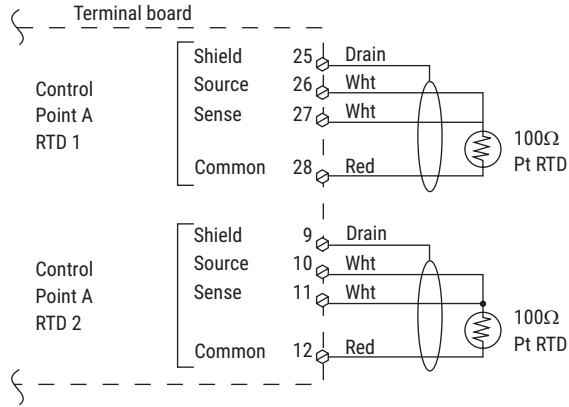 Terminal board
Control
Point A
RTD 1
Shield 25 Drain
Source 26 Wht
Sense 27 Wht
Common 28 Red
100Ω
Pt RTD
Control
Point A
RTD 2
Shield 9 Drain
Source 10 Wht
Sense 11 Wht
Common 12 Red
100Ω
Pt RTD